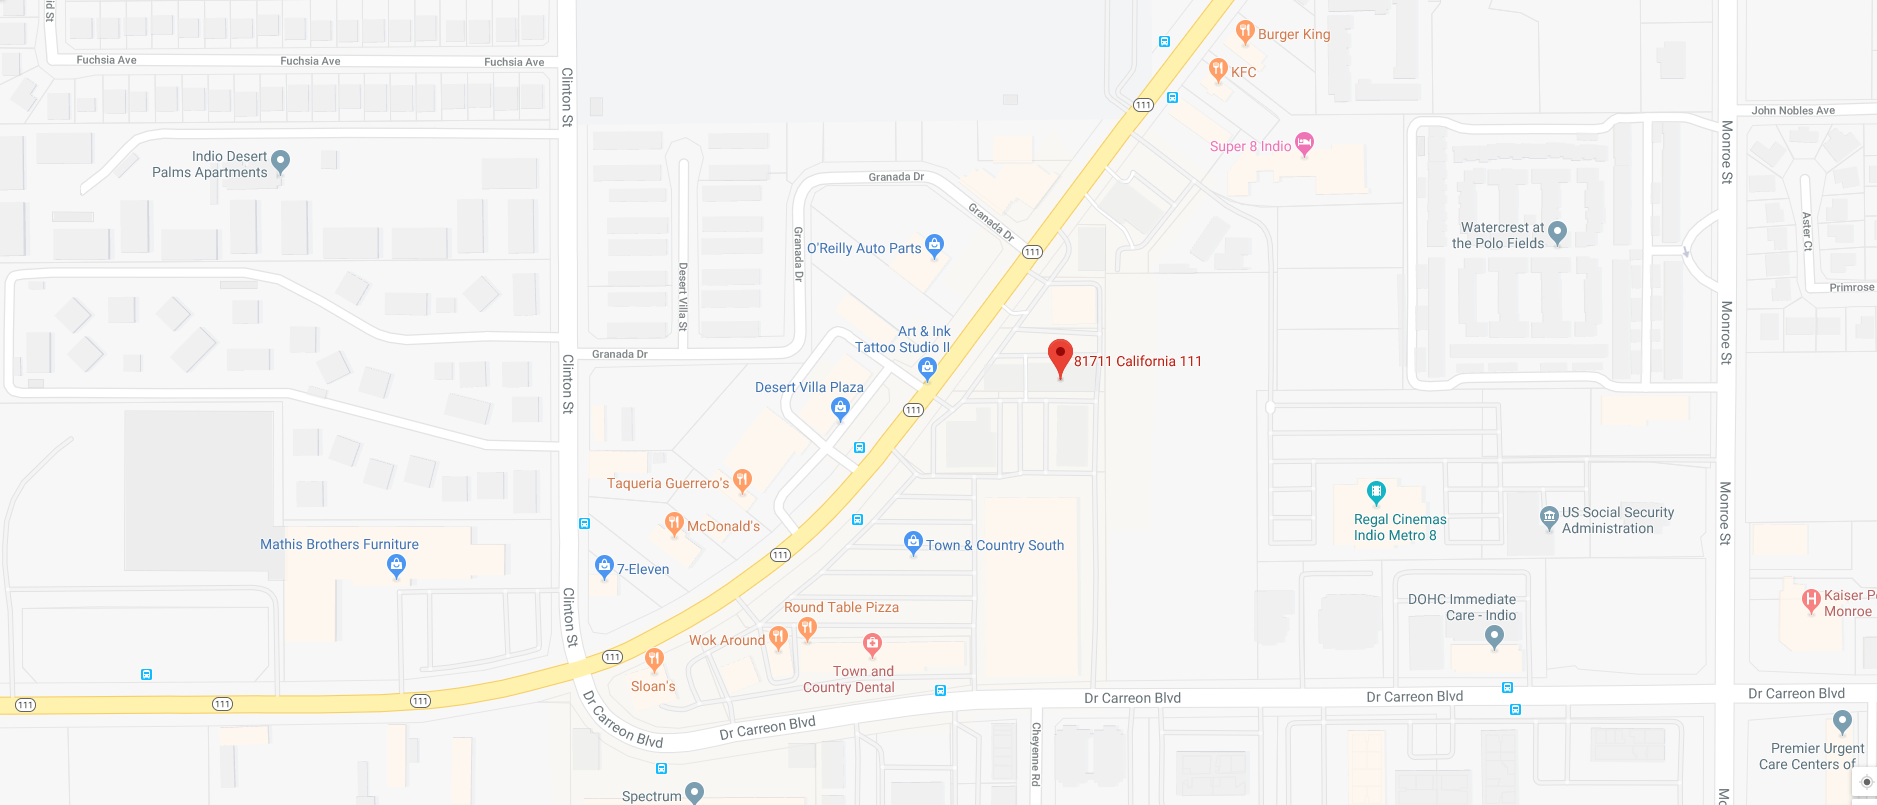 Fuchsia Ave
Fuchsia Ave
Fuchsia Ave
Clinton St
Burger King
KFC
111
John Nobles Ave
Monroe St
Indio Desert
Palms Apartments
Super 8 Indio
Granada Dr
Granada Dr
Granada Dr
O'Reilly Auto Parts
111
Watercrest at
the Polo Fields
Aster Ct
Primrose
Desert Villa St
Monroe St
Art & Ink
Tattoo Studio II
Granada Dr
81711 California 111
Clinton St
Desert Villa Plaza
111
Taqueria Guerrero's
McDonald's
Monroe St
Regal Cinemas
Indio Metro 8
US Social Security
Administration
Mathis Brothers Furniture
Town & Country South
111
7-Eleven
Clinton St
Round Table Pizza
DOHC Immediate
Care - Indio
Kaiser P
Monroe
Wok Around
111
Sloan's
Town and
Country Dental
111
111
111
Dr Carreon Blvd
Dr Carreon Blvd
Dr Carreon Blvd
Dr Carreon Blvd
Dr Carreon Blvd
Cheyenne Rd
Premier Urgent
Care Centers of
Spectrum